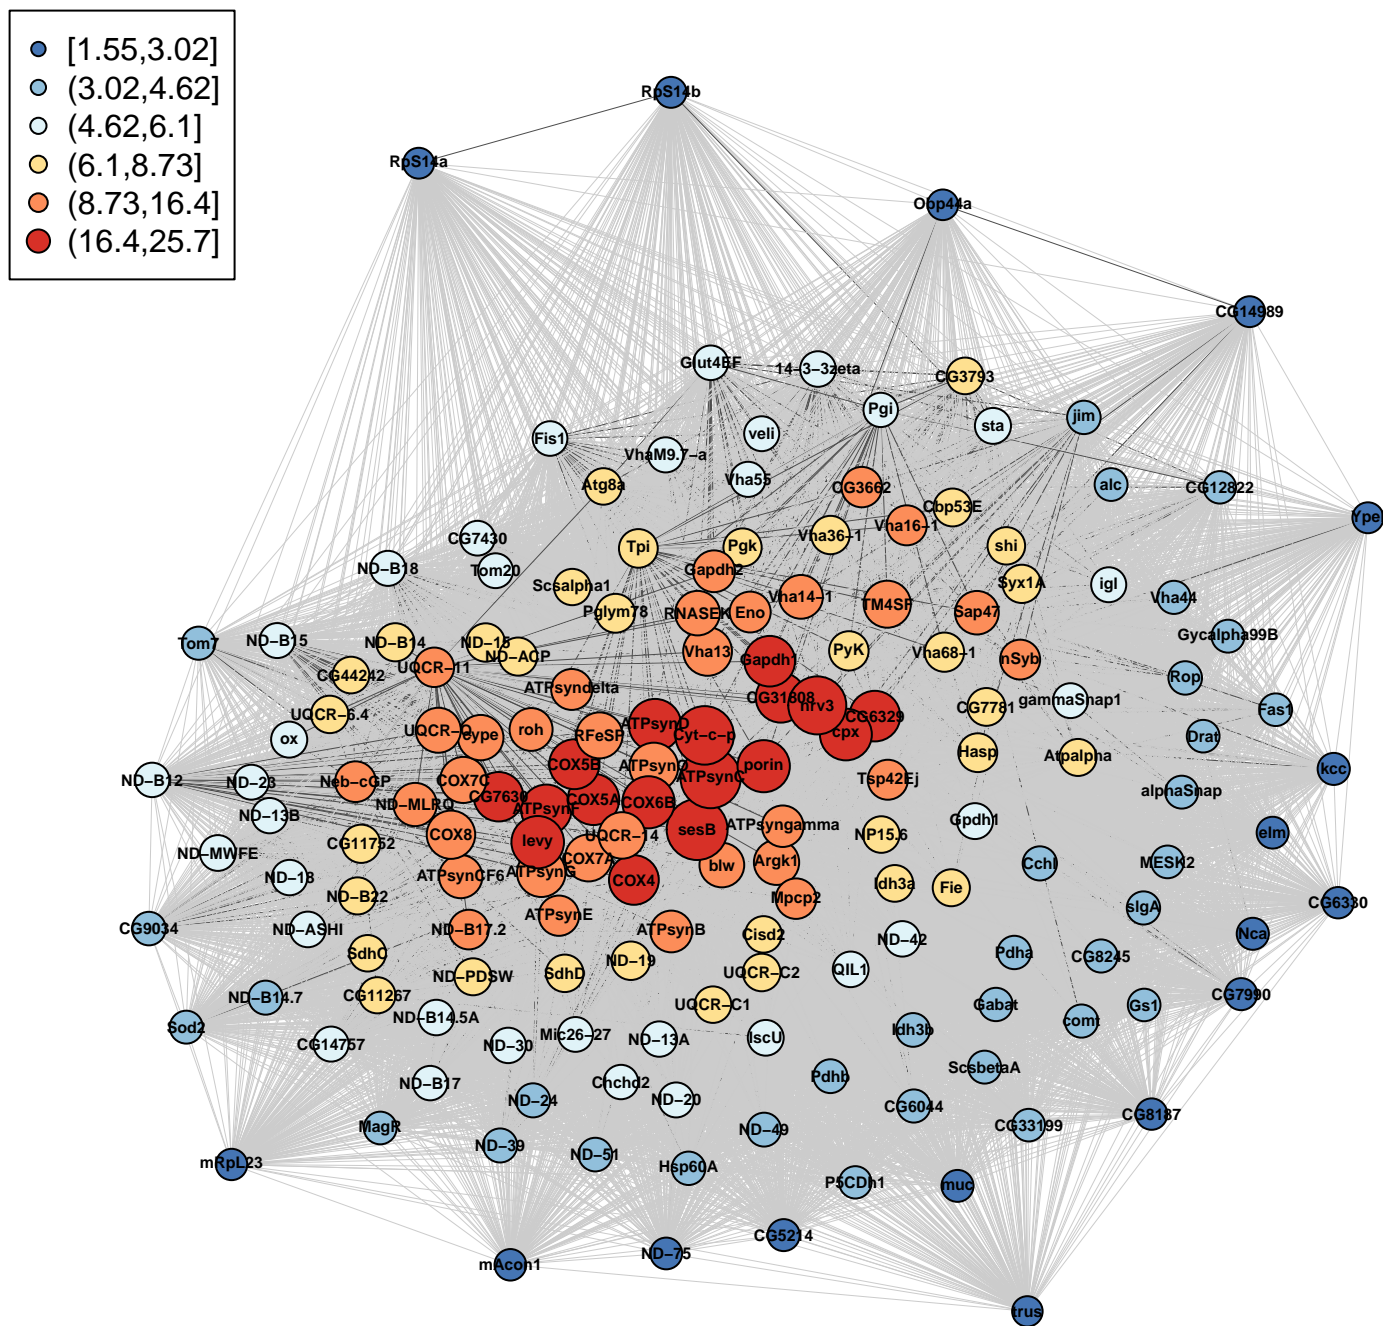 [1.55,3.02]
(3.02,4.62]
(4.62,6.1]
(6.1,8.73]
(8.73,16.4]
(16.4,25.7]
RpS14b
RpS14a
Obp44a
CG14989
Glut4EF
14−3−3zeta
CG3793
Pgi
jim
sta
Fis1
veli
VhaM9.7−a
Vha55
Atg8a
CG3662
alc
CG12822
Cbp53E
Ype
Vha16−1
CG7430
Vha36−1
Tpi
Pgk
shi
ND−B18
Tom20
Gapdh2
Scsalpha1
Syx1A
igl
Vha44
Vha14−1
TM4SF
Pglym78
RNASEK
Eno
Sap47
Gycalpha99B
Tom7
ND−B15
ND−B14
ND−15
ND−ACP
Vha13
PyK
Vha68−1
nSyb
Gapdh1
UQCR−11
CG44242
Rop
ATPsyndelta
CG31808
nrv3
gammaSnap1
CG7781
Fas1
UQCR−6.4
CG6329
ATPsynD
cpx
UQCR−Q
cype
roh
RFeSP
Cyt−c−p
ox
Drat
Hasp
Atpalpha
COX5B
ATPsynO
porin
kcc
ND−B12
ND−23
Neb−cGP
COX7C
ATPsynC
Tsp42Ej
alphaSnap
CG7630
COX5A
COX6B
ND−MLRQ
ATPsynF
ND−13B
Gpdh1
ATPsyngamma
sesB
NP15.6
elm
COX8
UQCR−14
levy
CG11752
ND−MWFE
COX7A
Argk1
blw
Cchl
MESK2
ND−18
ATPsynCF6
ATPsynG
COX4
Idh3a
Fie
ND−B22
Mpcp2
slgA
CG6330
ATPsynE
CG9034
ND−ASHI
ND−B17.2
ATPsynB
Cisd2
ND−42
Nca
SdhC
Pdha
CG8245
ND−19
QIL1
ND−PDSW
SdhD
UQCR−C2
ND−B14.7
CG11267
CG7990
UQCR−C1
Gabat
Gs1
ND−B14.5A
comt
Sod2
Idh3b
Mic26−27
ND−13A
IscU
CG14757
ND−30
ScsbetaA
Pdhb
ND−B17
Chchd2
ND−20
ND−24
CG6044
CG8187
MagR
CG33199
ND−49
ND−39
ND−51
mRpL23
Hsp60A
P5CDh1
muc
CG5214
ND−75
mAcon1
trus